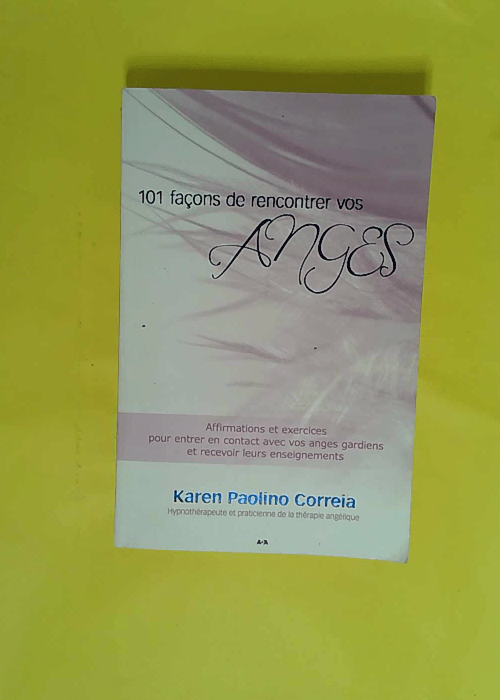 101 façons de rencontrer vos
ANGES
Affirmations et exercices
pour entrer en contact avec vos anges gardiens
et recevoir leurs enseignements
Karen Paolino Correia
Hypnothérapeute et praticienne de la thérapie angélique